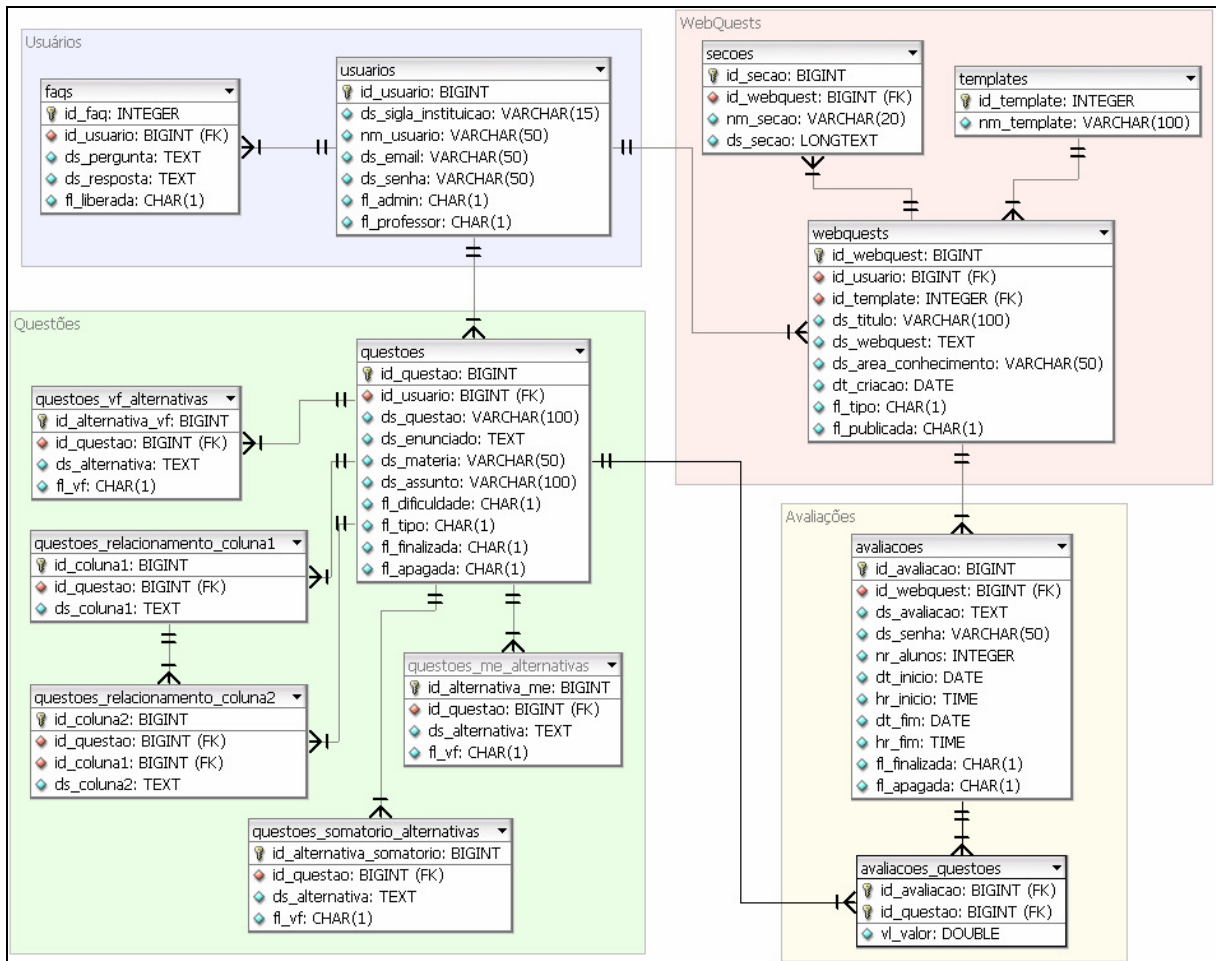 Usuários
faqs
id_faq: INTEGER
id_usuario: BIGINT (FK)
ds_pergunta: TEXT
ds_resposta: TEXT
fl_liberada: CHAR(1)
usuarios
id_usuario: BIGINT
ds_sigla_instituicao: VARCHAR(15)
nm_usuario: VARCHAR(50)
ds_email: VARCHAR(50)
ds_senha: VARCHAR(50)
fl_admin: CHAR(1)
fl_professor: CHAR(1)
WebQuests
secoes
id_secao: BIGINT
id_webquest: BIGINT (FK)
nm_secao: VARCHAR(20)
ds_secao: LONGTEXT
templates
id_template: INTEGER
nm_template: VARCHAR(100)
webquests
id_webquest: BIGINT
id_usuario: BIGINT (FK)
id_template: INTEGER (FK)
ds_titulo: VARCHAR(100)
ds_webquest: TEXT
ds_area_conhecimento: VARCHAR(50)
dt_criacao: DATE
fl_tipo: CHAR(1)
fl_publicada: CHAR(1)
Questões
questoes
id_questao: BIGINT
id_usuario: BIGINT (FK)
ds_questao: VARCHAR(100)
ds_enunciado: TEXT
ds_materia: VARCHAR(50)
ds_assunto: VARCHAR(100)
fl_dificuldade: CHAR(1)
fl_tipo: CHAR(1)
fl_finalizada: CHAR(1)
fl_apagada: CHAR(1)
questoes_vf_alternativas
id_alternativa_vf: BIGINT
id_questao: BIGINT (FK)
ds_alternativa: TEXT
fl_vf: CHAR(1)
questoes_relacionamento_coluna1
id_coluna1: BIGINT
id_questao: BIGINT (FK)
ds_coluna1: TEXT
questoes_relacionamento_coluna2
id_coluna2: BIGINT
id_questao: BIGINT (FK)
id_coluna1: BIGINT (FK)
ds_coluna2: TEXT
questoes_me_alternativas
id_alternativa_me: BIGINT
id_questao: BIGINT (FK)
ds_alternativa: TEXT
fl_vf: CHAR(1)
questoes_somatorio_alternativas
id_alternativa_somatorio: BIGINT
id_questao: BIGINT (FK)
ds_alternativa: TEXT
fl_vf: CHAR(1)
Avaliações
avaliacoes
id_avaliacao: BIGINT
id_webquest: BIGINT (FK)
ds_avaliacao: TEXT
ds_senha: VARCHAR(50)
nr_alunos: INTEGER
dt_inicio: DATE
hr_inicio: TIME
dt_fim: DATE
hr_fim: TIME
fl_finalizada: CHAR(1)
fl_apagada: CHAR(1)
avaliacoes_questoes
id_avaliacao: BIGINT (FK)
id_questao: BIGINT (FK)
vl_valor: DOUBLE